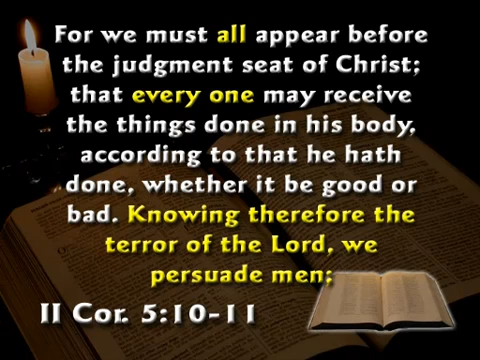 For we must all appear before
the judgment seat of Christ;
that every one may receive
the things done in his body,
according to that he hath
done, whether it be good or
bad. Knowing therefore the
terror of the Lord, we
persuade men;
II Cor. 5:10-11